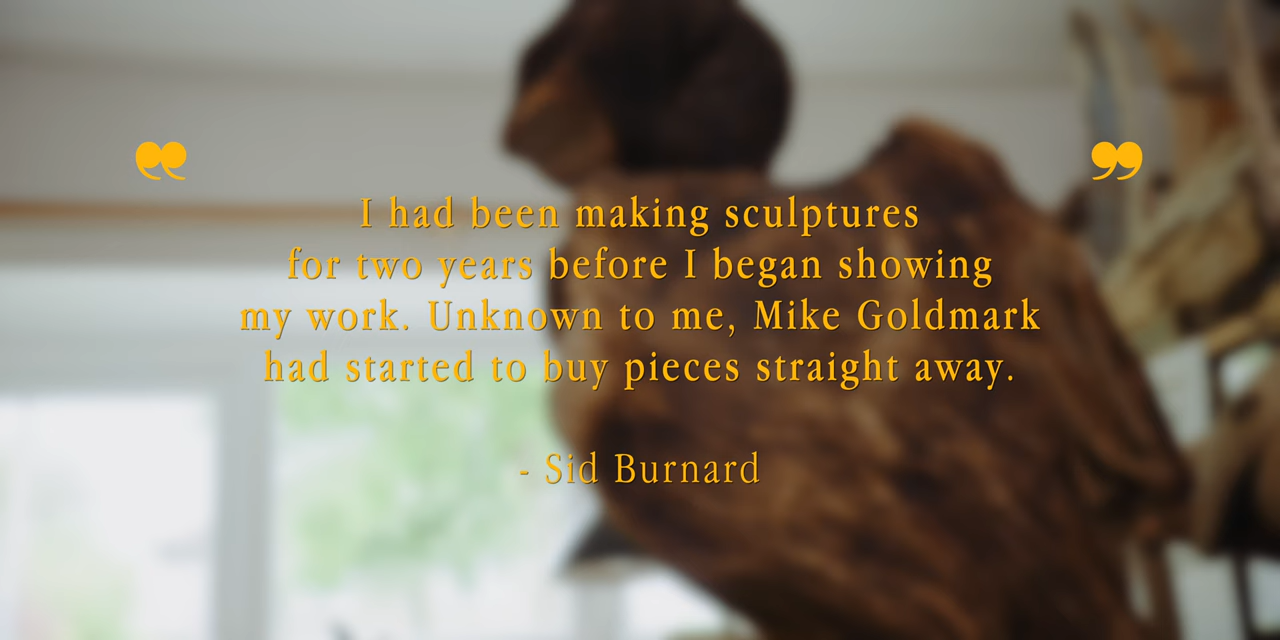 ❠ ❞
I had been making sculptures
for two years before I began showing
my work. Unknown to me, Mike Goldmark
had started to buy pieces straight away.
- Sid Burnard